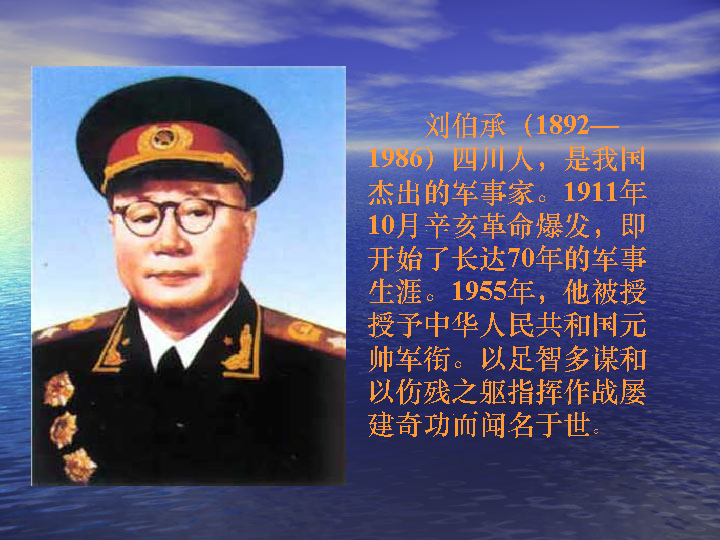 刘伯承（1892—
1986）四川人，是我国
杰出的军事家。1911年
10月辛亥革命爆发，即
开始了长达70年的军事
生涯。1955年，他被授
授予中华人民共和国元
帅军衔。以足智多谋和
以伤残之躯指挥作战屡
建奇功而闻名于世。